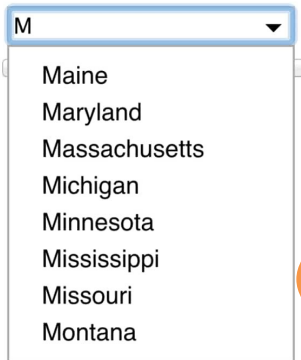 M
Maine
Maryland
Massachusetts
Michigan
Minnesota
Mississippi
Missouri
Montana